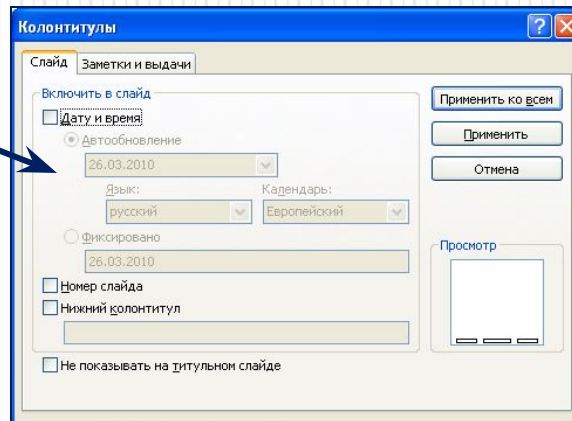 Колонтитулы
Слайд Заметки и выдачи
Включить в слайд
Дату и время
Автообновление
26.03.2010
Язык: Календарь:
русский Европейский
Фиксировано
26.03.2010
Номер слайда
Нижний колонтитул
Не показывать на титульном слайде
Применить ко всем
Применить
Отмена
Просмотр